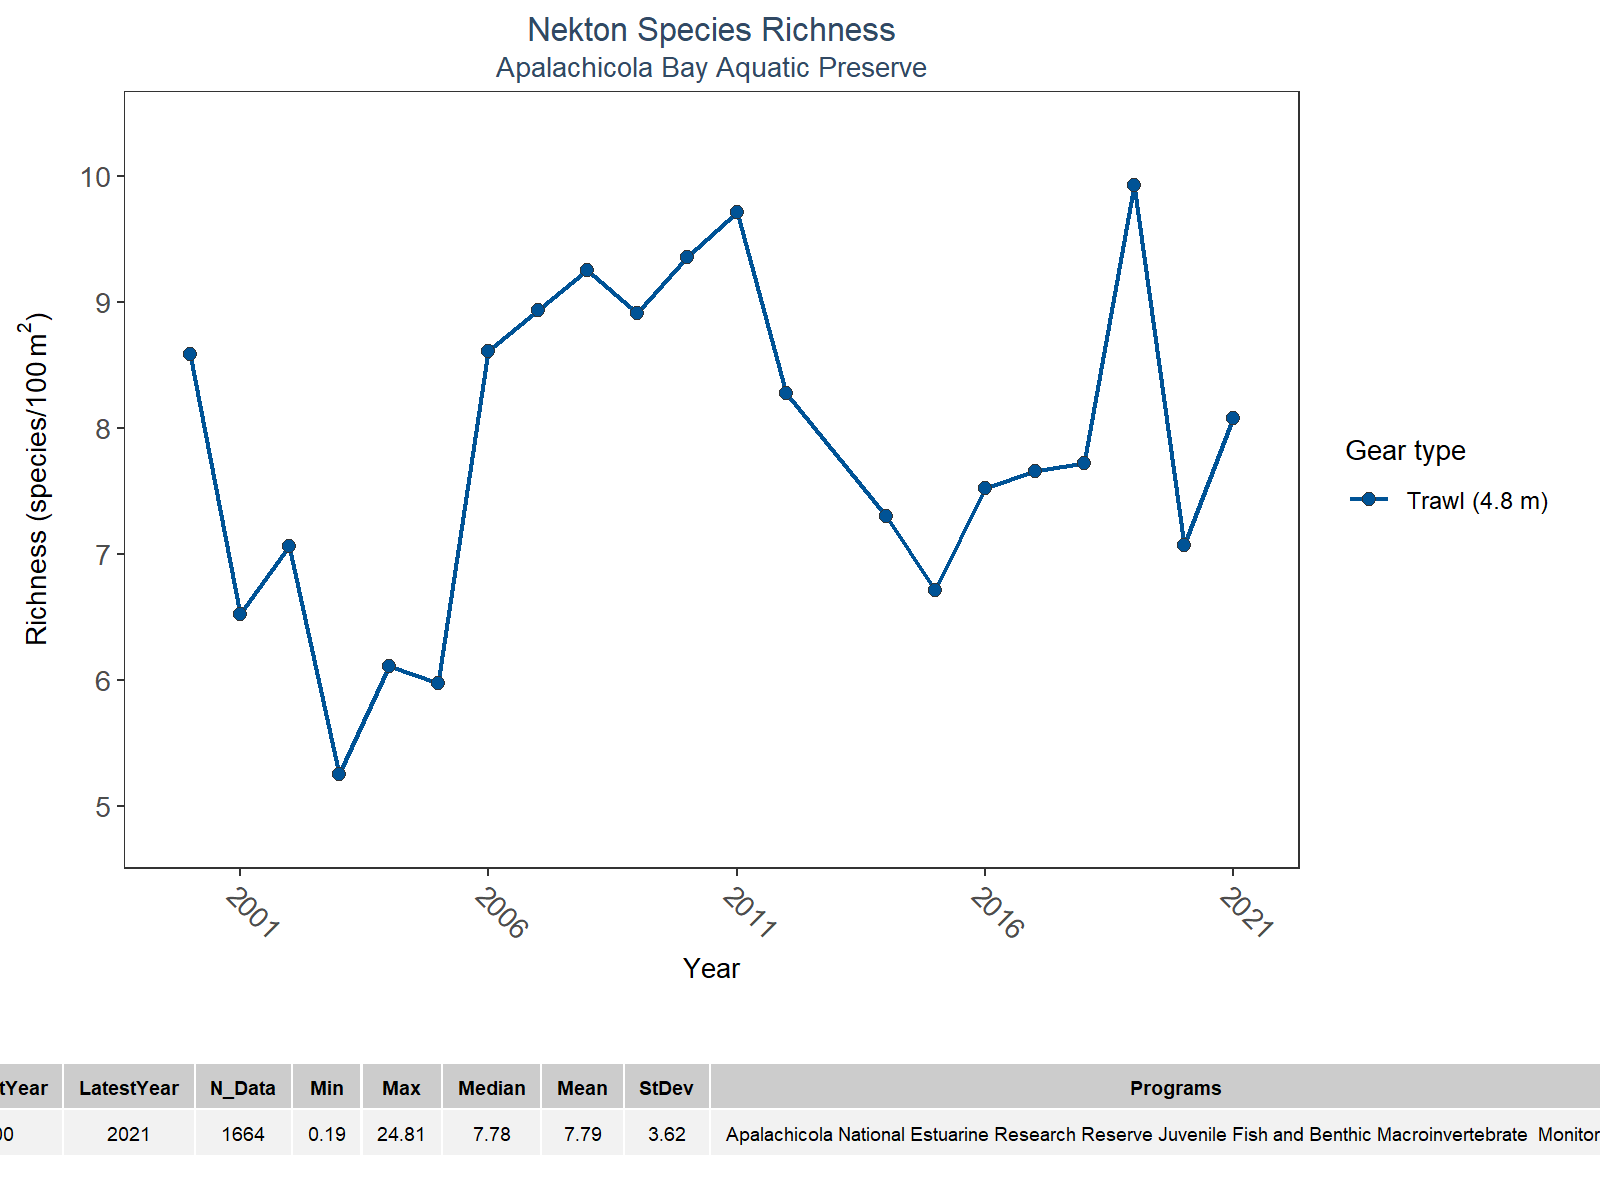 Nekton Species Richness
Apalachicola Bay Aquatic Preserve
Richness (species/100 m²)
10
9
8
7
6
5
2001
2006
2011
2016
2021
Year
Gear type
Trawl (4.8 m)
tYear LatestYear N_Data Min Max Median Mean StDev Programs
00 2021 1664 0.19 24.81 7.78 7.79 3.62 Apalachicola National Estuarine Research Reserve Juvenile Fish and Benthic Macroinvertebrate Monitor